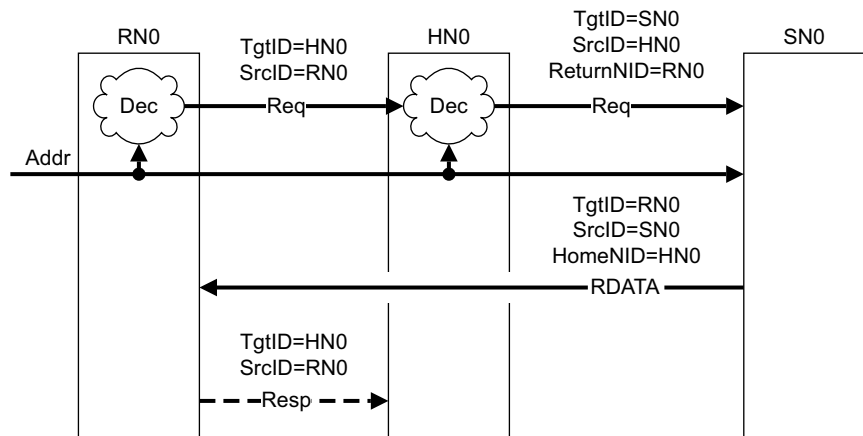 RN0
HN0
SN0
TgtID=HN0
SrcID=RN0
Req
TgtID=SN0
SrcID=HN0
ReturnNID=RN0
Req
Dec
Dec
Addr
TgtID=RN0
SrcID=SN0
HomeNID=HN0
RDATA
TgtID=HN0
SrcID=RN0
Resp